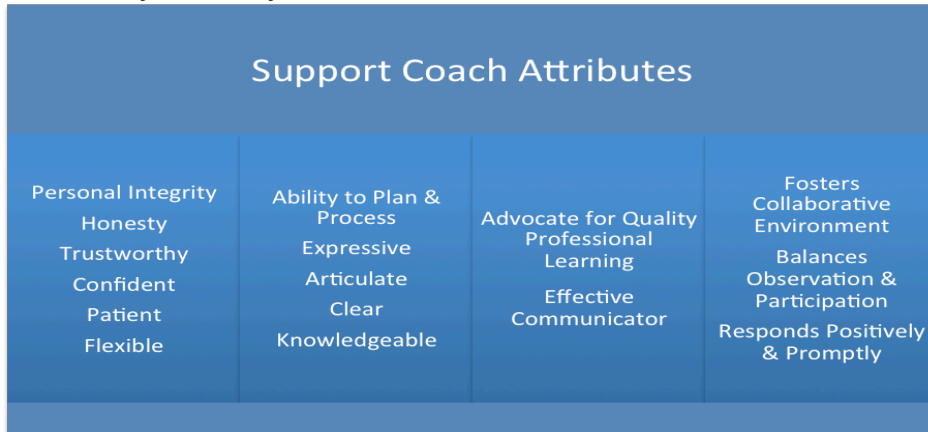 Support Coach Attributes
Personal Integrity
Honesty
Trustworthy
Confident
Patient
Flexible
Ability to Plan &
Process
Expressive
Articulate
Clear
Knowledgeable
Advocate for Quality
Professional
Learning
Effective
Communicator
Fosters
Collaborative
Environment
Balances
Observation &
Participation
Responds Positively
& Promptly